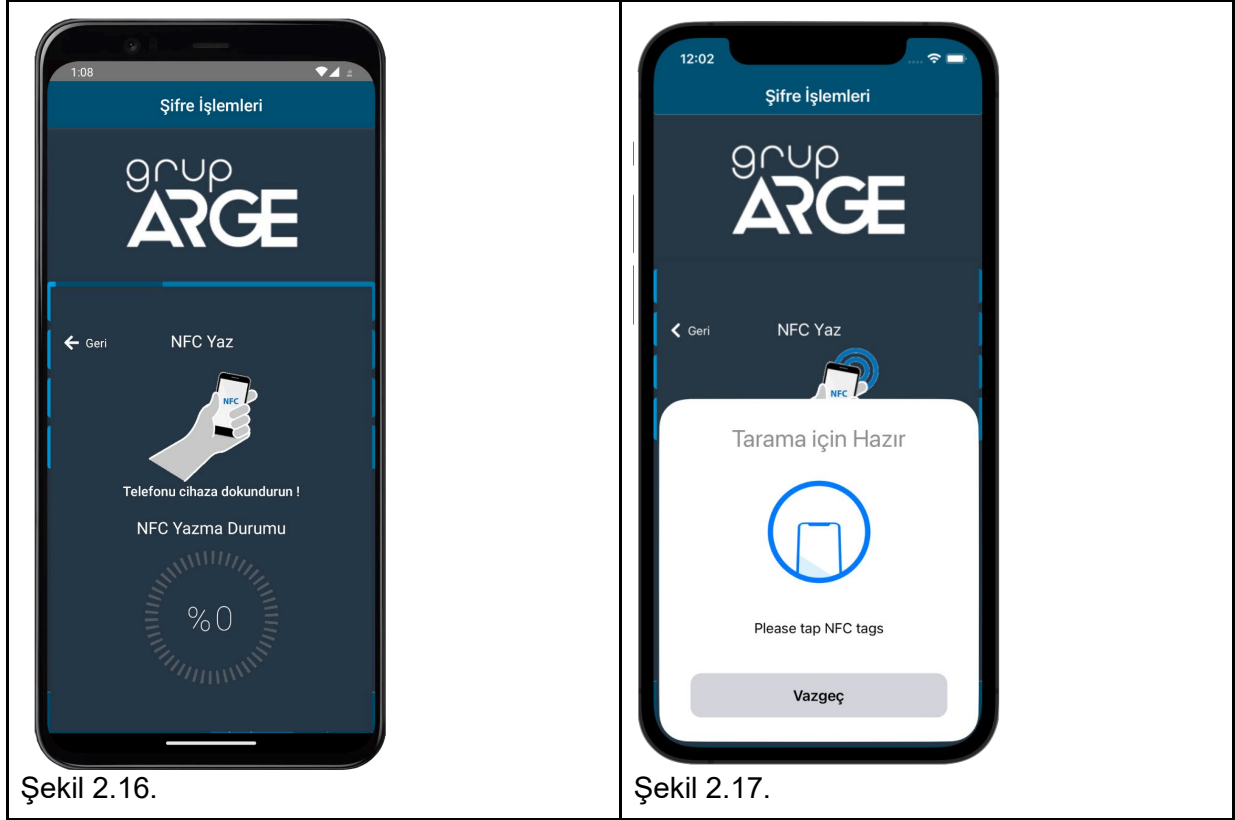 1:08
Şifre İşlemleri
grup
ARGE
Geri
NFC Yaz
NFC
Telefonu cihaza dokundurun !
NFC Yazma Durumu
%0
Şekil 2.16.
12:02
Şifre İşlemleri
grup
ARGE
Geri
NFC Yaz
NFC
Tarama için Hazır
Please tap NFC tags
Vazgeç
Şekil 2.17.